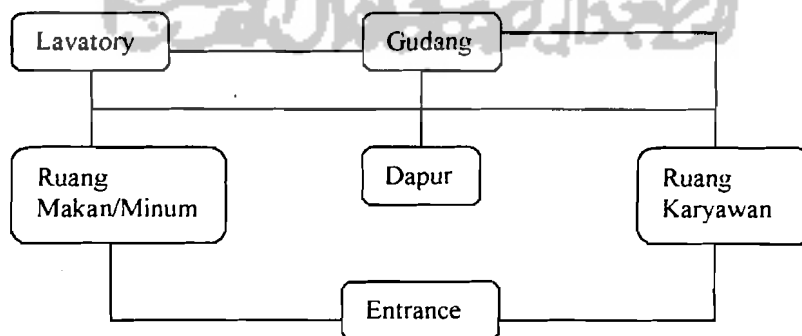 Lavatory
Gudang
Ruang
Makan/Minum
Dapur
Ruang
Karyawan
Entrance